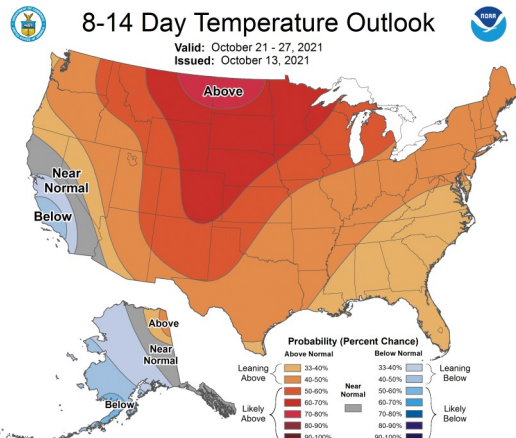 8-14 Day Temperature Outlook
NOAA
Valid: October 21 - 27, 2021
Issued: October 13, 2021
Above
Near
Normal
Below
Above
Near
Normal
Below
Probability (Percent Chance)
Above Normal
Below Normal
Leaning
Above
33-40%
40-50%
Likely
Above
50-60%
60-70%
70-80%
80-90%
90-100%
Near
Normal
33-40%
40-50%
Leaning
Below
50-60%
60-70%
70-80%
80-90%
90-100%
Likely
Below